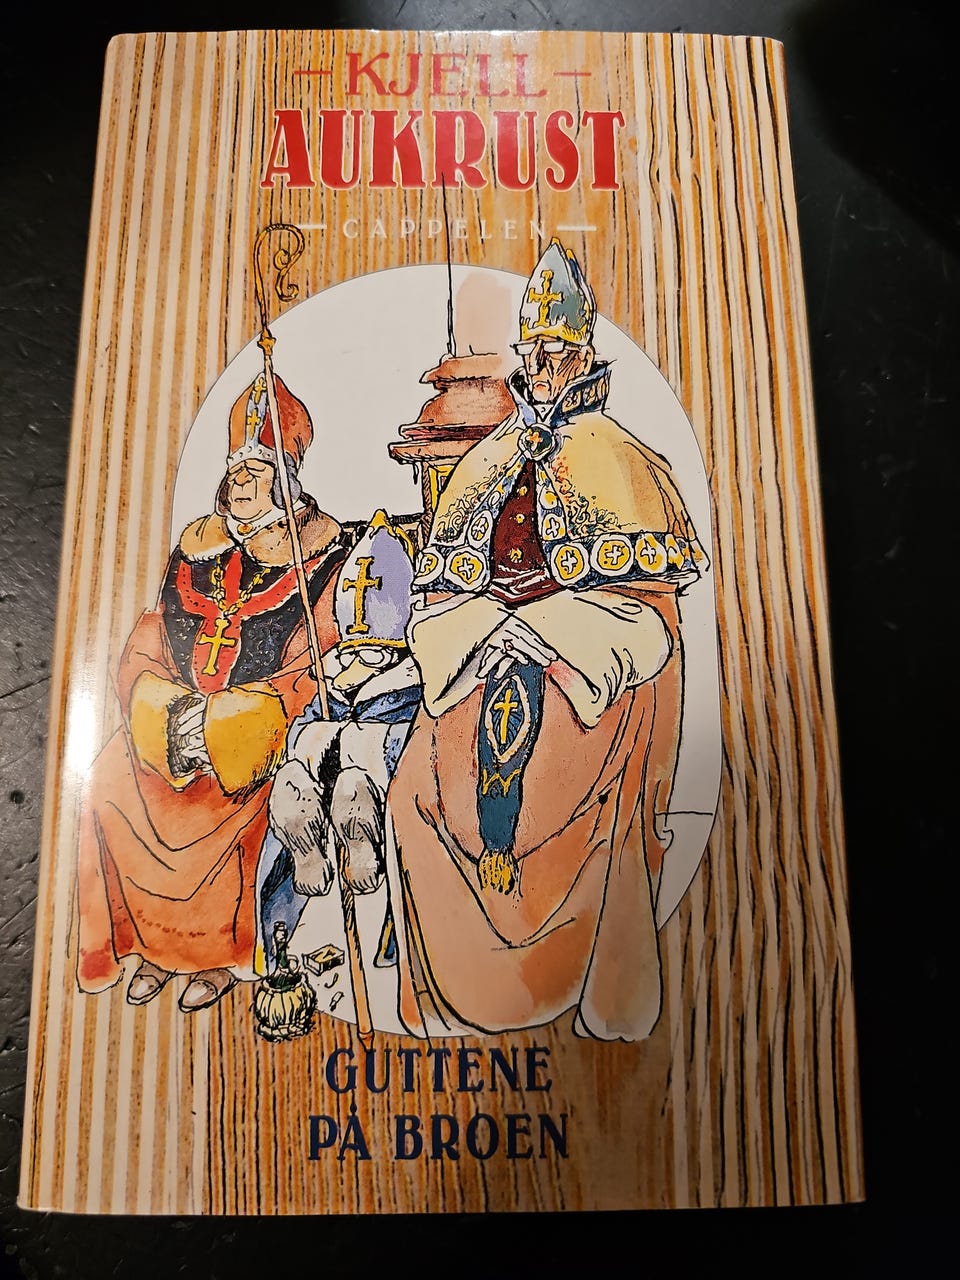 KJELL
AUKRUST
CAPPELEN
GUTTENE
PÅ BROEN